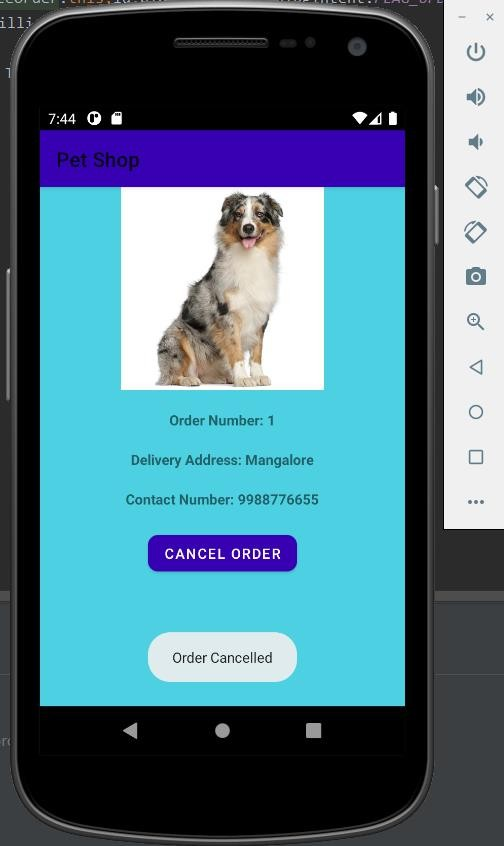 7:44
Pet Shop
Order Number: 1
Delivery Address: Mangalore
Contact Number: 9988776655
CANCEL ORDER
Order Cancelled